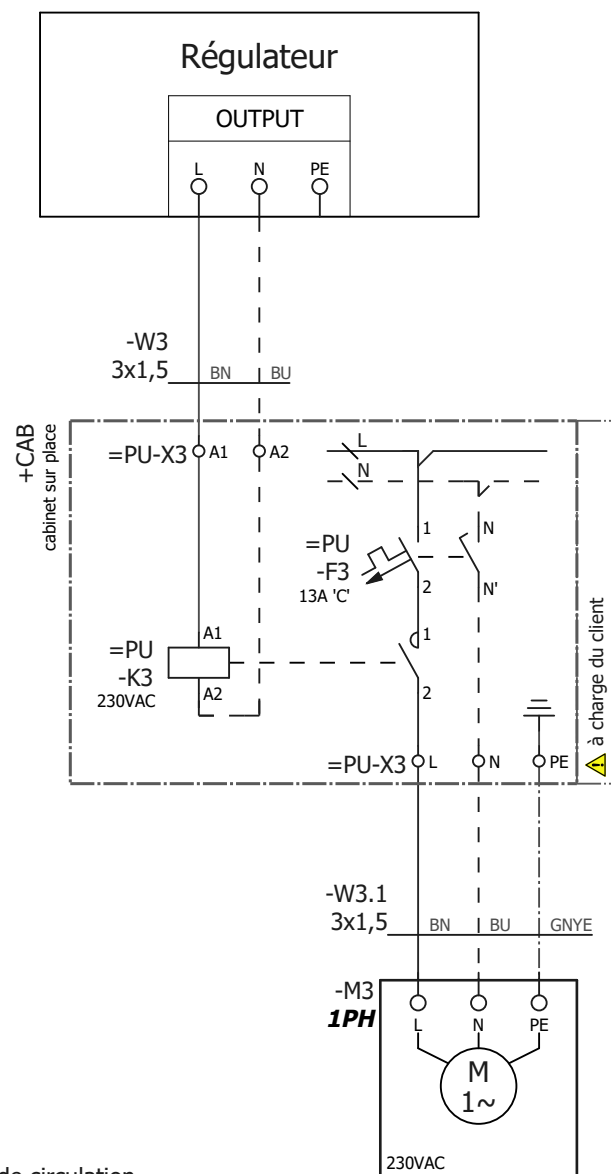 Régulateur
OUTPUT
L N PE
-W3
3x1,5 BN BU
+CAB
cabinet sur place
=PU-X3 A1 A2
L
N
=PU
-F3
13A 'C'
1 N
2 N'
=PU
-K3
230VAC
A1
A2
1
2
à charge du client
=PU-X3 L N PE
-W3.1
3x1,5 BN BU GNYE
-M3
1PH
L N PE
M
1~
230VAC
de circulation